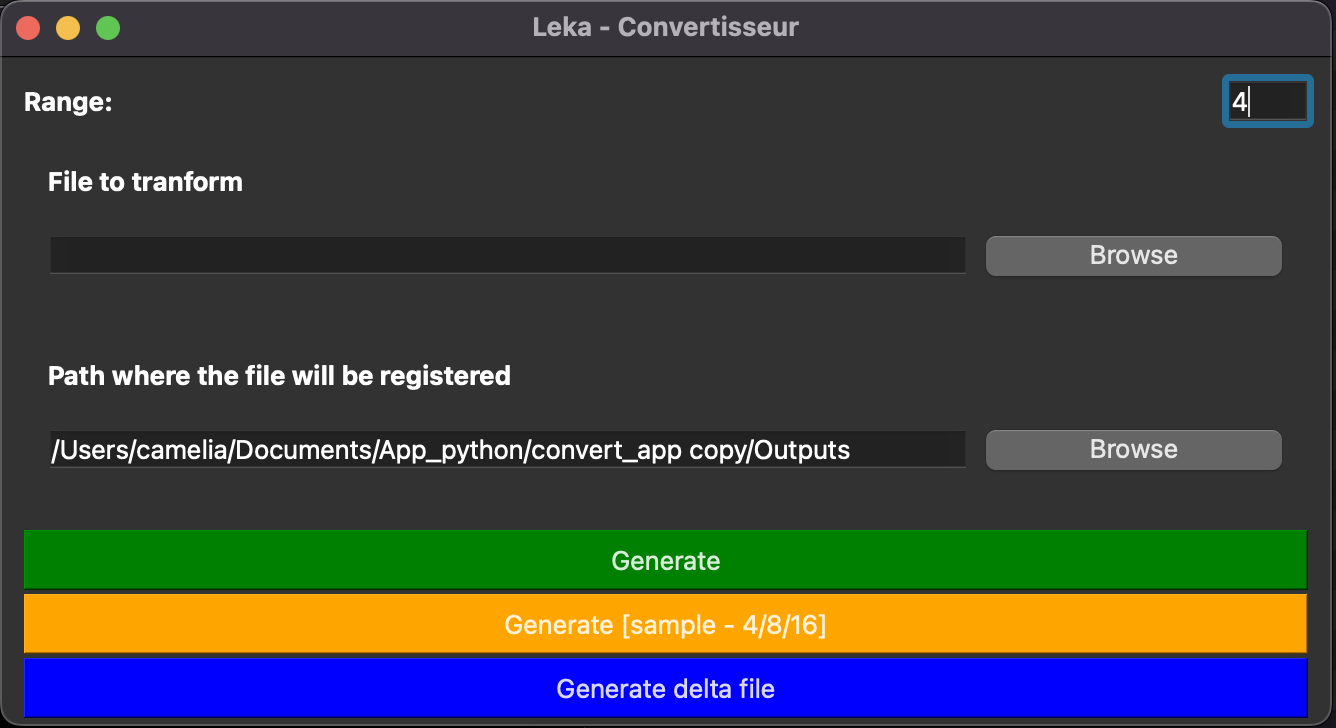 Leka - Convertisseur
Range:
4
File to tranform
Browse
Path where the file will be registered
/Users/camelia/Documents/App_python/convert_app copy/Outputs
Browse
Generate
Generate [sample - 4/8/16]
Generate delta file